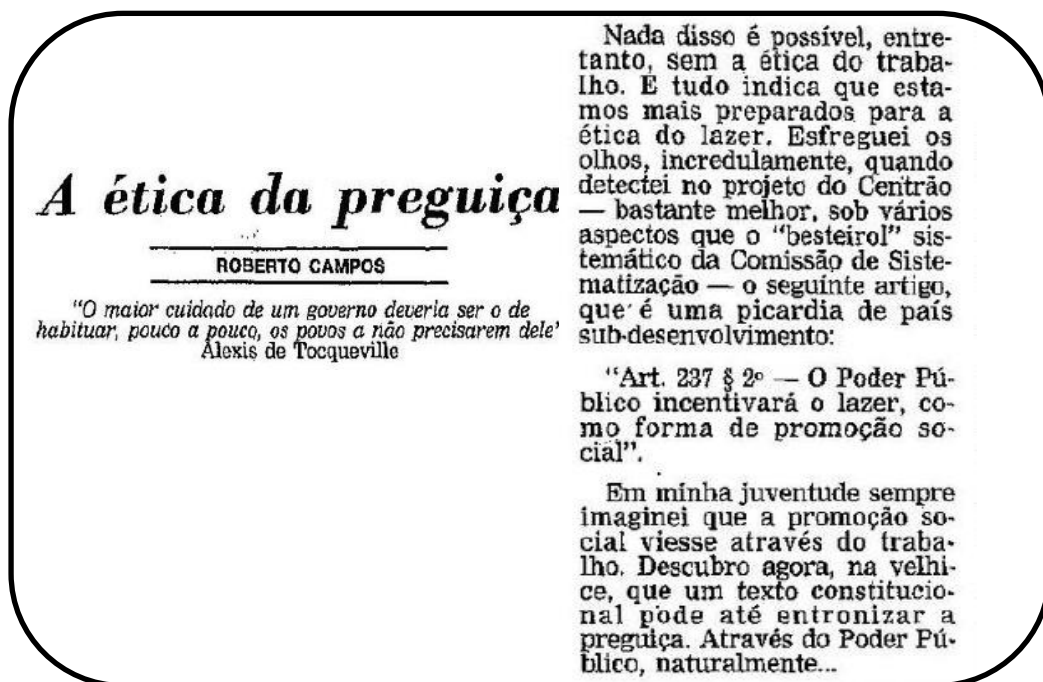 A ética da preguiça
ROBERTO CAMPOS
"O maior cuidado de um governo deveria ser o de
habituar, pouco a pouco, os povos a não precisarem dele"
Alexis de Tocqueville
Nada disso é possível, entre-
tanto, sem a ética do traba-
lho. E tudo indica que esta-
mos mais preparados para a
ética do lazer. Esfreguei os
olhos, incredulamente, quando
detectei no projeto do Centrão
— bastante melhor, sob vários
aspectos que o "besteirol" sis-
temático da Comissão de Siste-
matização — o seguinte artigo,
que é uma picardia de país
sub-desenvolvimento:
"Art. 237 § 2º — O Poder Pú-
blico incentivará o lazer, co-
mo forma de promoção so-
cial".
Em minha juventude sempre
imaginei que a promoção so-
cial viesse através do traba-
lho. Descubro agora, na velhi-
ce, que um texto constitucio-
nal pode até entronizar a
preguiça. Através do Poder Pú-
blico, naturalmente...